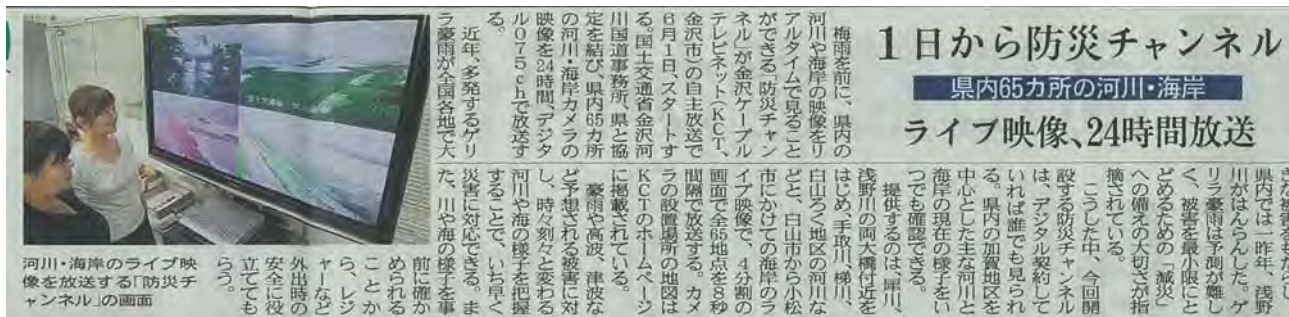 1日から防災チャンネル
県内65カ所の河川・海岸
ライブ映像、24時間放送
梅雨を前に、県内の
河川や海岸の映像をリ
アルタイムで見ること
ができる「防災チャン
ネル」が金沢ケーブル
テレビネット(KCT、
金沢市)の自主放送で
6月1日、スタートす
る。国土交通省金沢河
川国道事務所、県と協
定を結び、県内65カ所
の河川・海岸カメラの
映像を24時間、デジタ
ル075chで放送す
る。
近年、多発するゲリ
ラ豪雨が全国各地で大
きな被害をもたらし
県内では一昨年、浅野
川がはんらんした。ゲ
リラ豪雨は予測が難し
く、被害を最小限にと
どめるための「減災」
への備えの大切さが指
摘されている。
こうした中、今回開
設する防災チャンネル
は、デジタル契約して
いれば誰でも見られ
る。県内の加賀地区を
中心とした主な河川と
海岸の現在の様子をい
つでも確認できる。
提供するのは、犀川、
浅野川の両大橋付近を
はじめ、手取川、梯川、
白山ろく地区の河川な
どと、白山市から小松
市にかけての海岸のラ
イブ映像で、4分割の
画面で全65地点を8秒
間隔で放送する。カメ
ラの設置場所の地図は
KCTのホームページ
に掲載されている。
豪雨や高波、津波な
ど予想される被害に対
し、時々刻々と変わる
河川や海の様子を把握
することで、いち早く
災害に対応できる。ま
た、川や海の様子を事
前に確か
められる
ことか
ら、レジ
ャーなど
外出時の
安全に役
立てても
らう。
河川・海岸のライブ映
像を放送する「防災チ
ャンネル」の画面